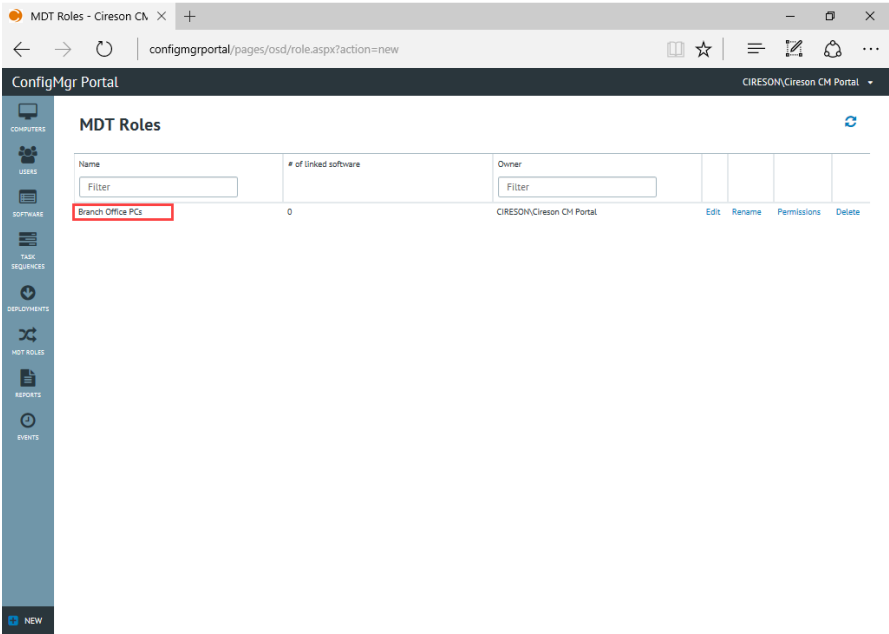 MDT Roles - Cireson CM
configmgrportal/pages/osd/role.aspx?action=new
ConfigMgr Portal
CIRESON\Cireson CM Portal
COMPUTERS
USERS
SOFTWARE
TASK
SEQUENCES
DEPLOYMENTS
MDT ROLES
REPORTS
EVENTS
NEW
MDT Roles
Name # of linked software Owner
Filter Filter
Branch Office PCs 0 CIRESON\Cireson CM Portal Edit Rename Permissions Delete